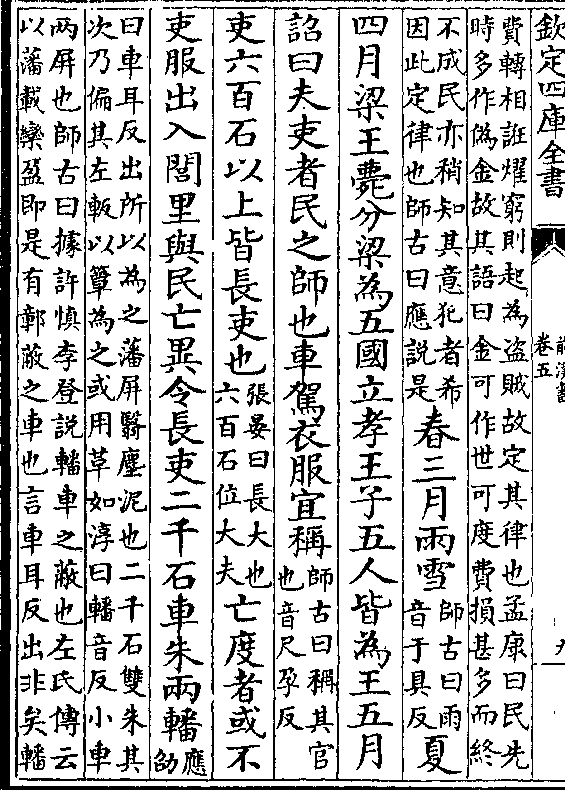 欽定四庫全書
前漢書
卷五
九
費轉相誑燿窮則起為盜賊故定其律也孟康曰民先
時多作偽金故其語曰金可作世可度費損甚多而終
不成民亦稍知其意犯者希
因此定律也師古曰應說是
春三月雨雪
師古曰雨
音于具反
夏
四月梁王薨分梁為五國立孝王子五人皆為王五月
詔曰夫吏者民之師也車駕衣服宜稱
師古曰稱其官
也音尺孕反
吏六百石以上皆長吏也
張晏曰長大也
六百石位大夫
亡度者或不
吏服出入閭里與民亡異令長吏二千石車朱兩轓
應
劭
曰車耳反出所以為之藩屏翳塵泥也二千石雙朱其
次乃偏其左軓以簟為之或用草如淳曰轓音反小車
兩屏也師古曰據許慎李登說轓車之蔽也左氏傳云
以藩載欒盈即是有鄣蔽之車也言車耳反出非矣轓